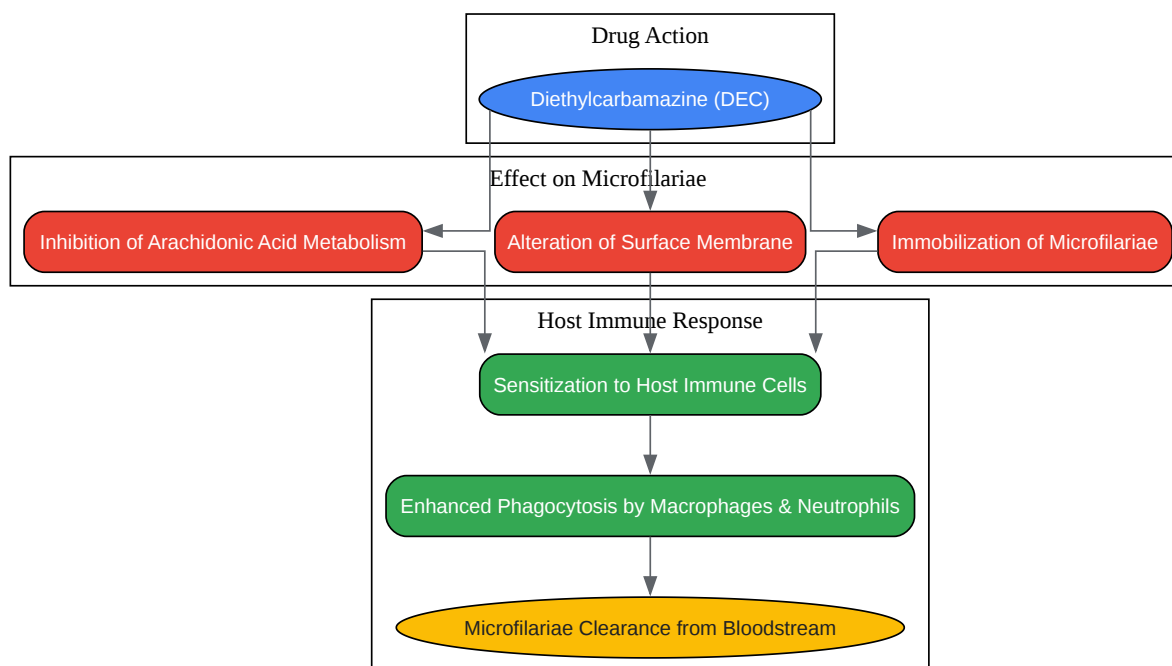 Drug Action
Diethylcarbamazine (DEC)
Effect on Microfilariae
Inhibition of Arachidonic Acid Metabolism
Alteration of Surface Membrane
Immobilization of Microfilariae
Host Immune Response
Sensitization to Host Immune Cells
Enhanced Phagocytosis by Macrophages & Neutrophils
Microfilariae Clearance from Bloodstream